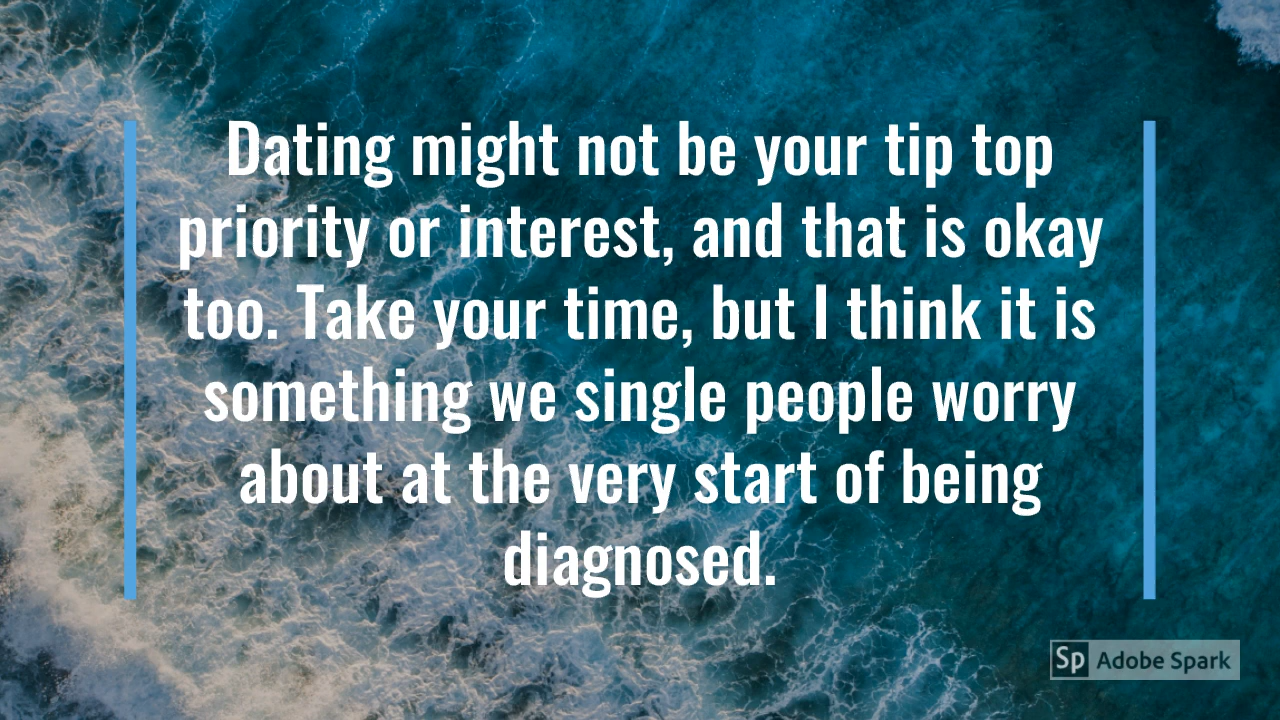 Dating might not be your tip top
priority or interest, and that is okay
too. Take your time, but I think it is
something we single people worry
about at the very start of being
diagnosed.
Sp Adobe Spark